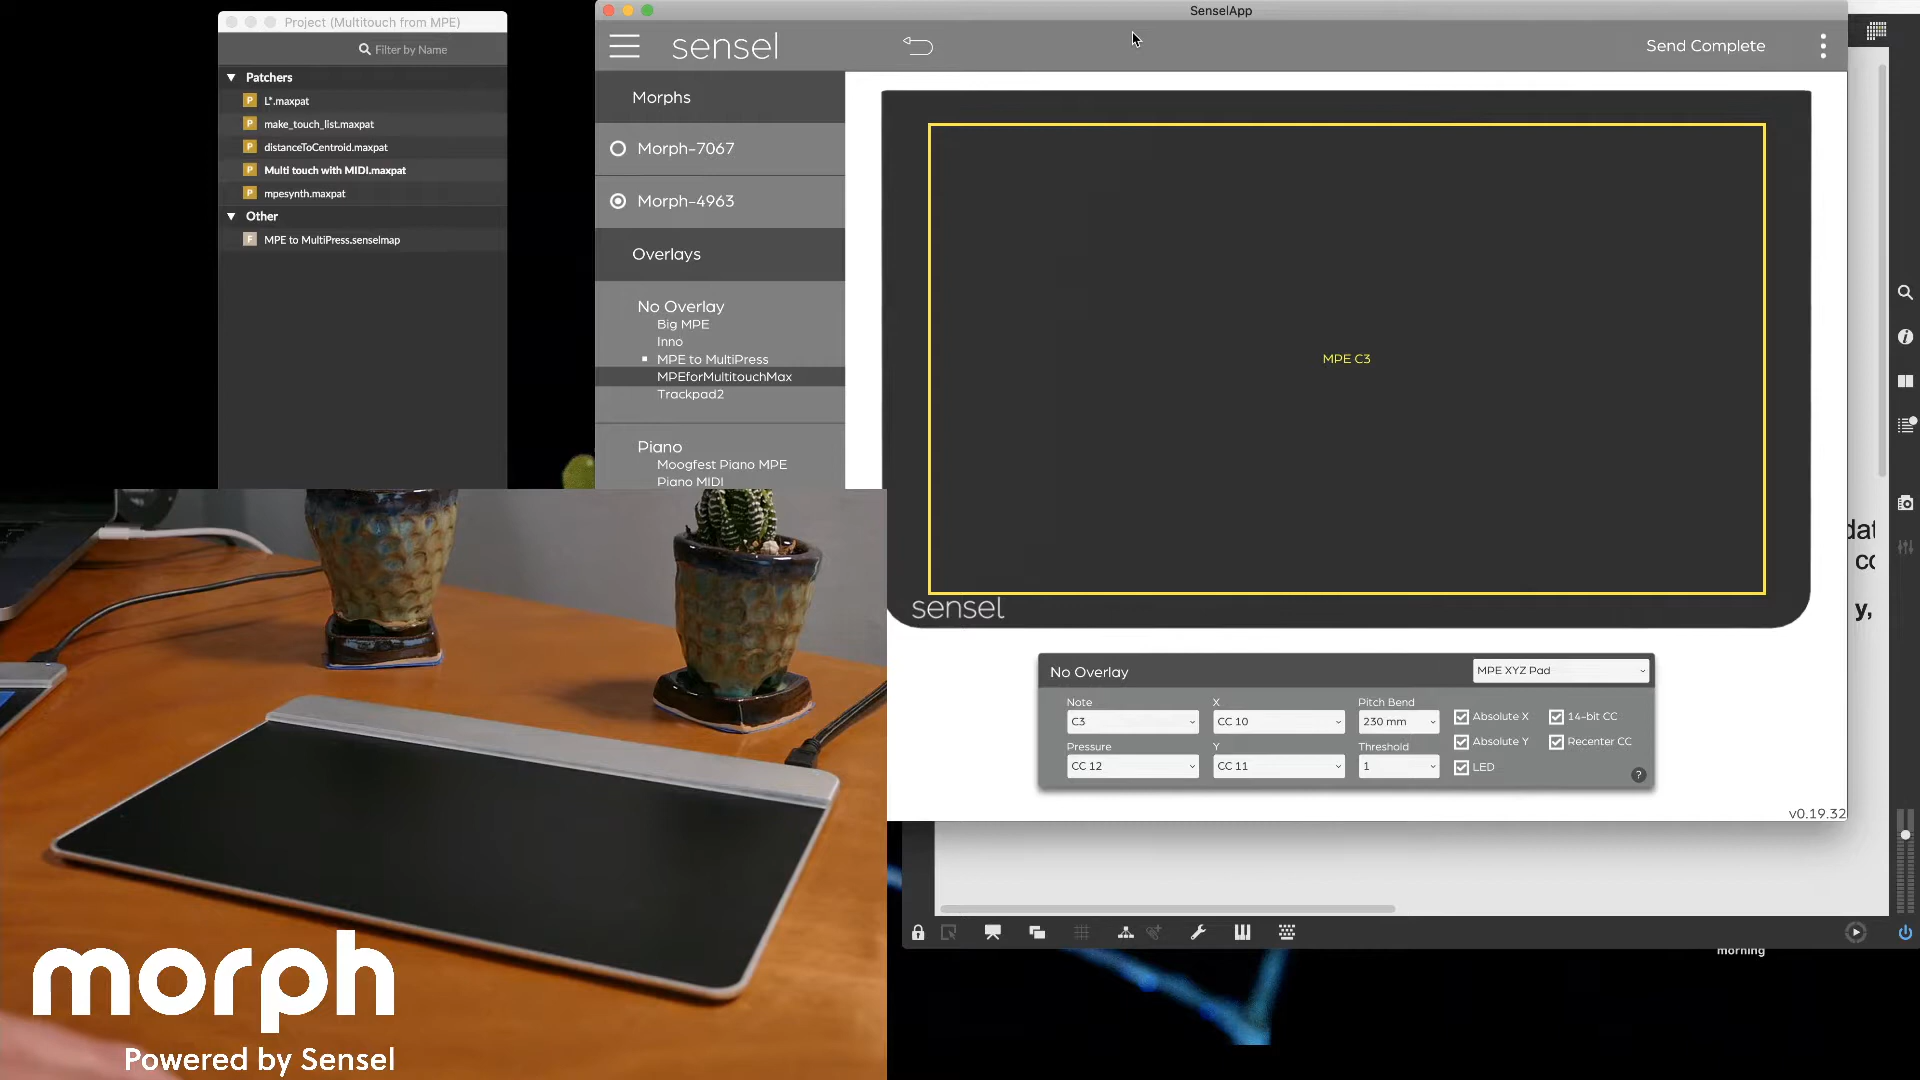 Project (Multitouch from MPE)
Filter by Name
Patchers
L*.maxpat
make_touch_list.maxpat
distanceToCentroid.maxpat
Multi touch with MIDI.maxpat
mpesynth.maxpat
Other
MPE to MultiPress.senselmap
SenselApp
sensel
Send Complete
Morphs
Morph-7067
Morph-4963
Overlays
No Overlay
Big MPE
Inno
MPE to MultiPress
MPEforMultitouchMax
Trackpad2
Piano
Moogfest Piano MPE
Piano MIDI
MPE C3
sensel
No Overlay
MPE XYZ Pad
Note
X
Pitch Bend
C3
CC 10
230 mm
Absolute X
14-bit CC
Pressure
Y
Threshold
Absolute Y
Recenter CC
CC 12
CC 11
1
LED
?
v0.19.32
y,
morning
morph
Powered by Sensel